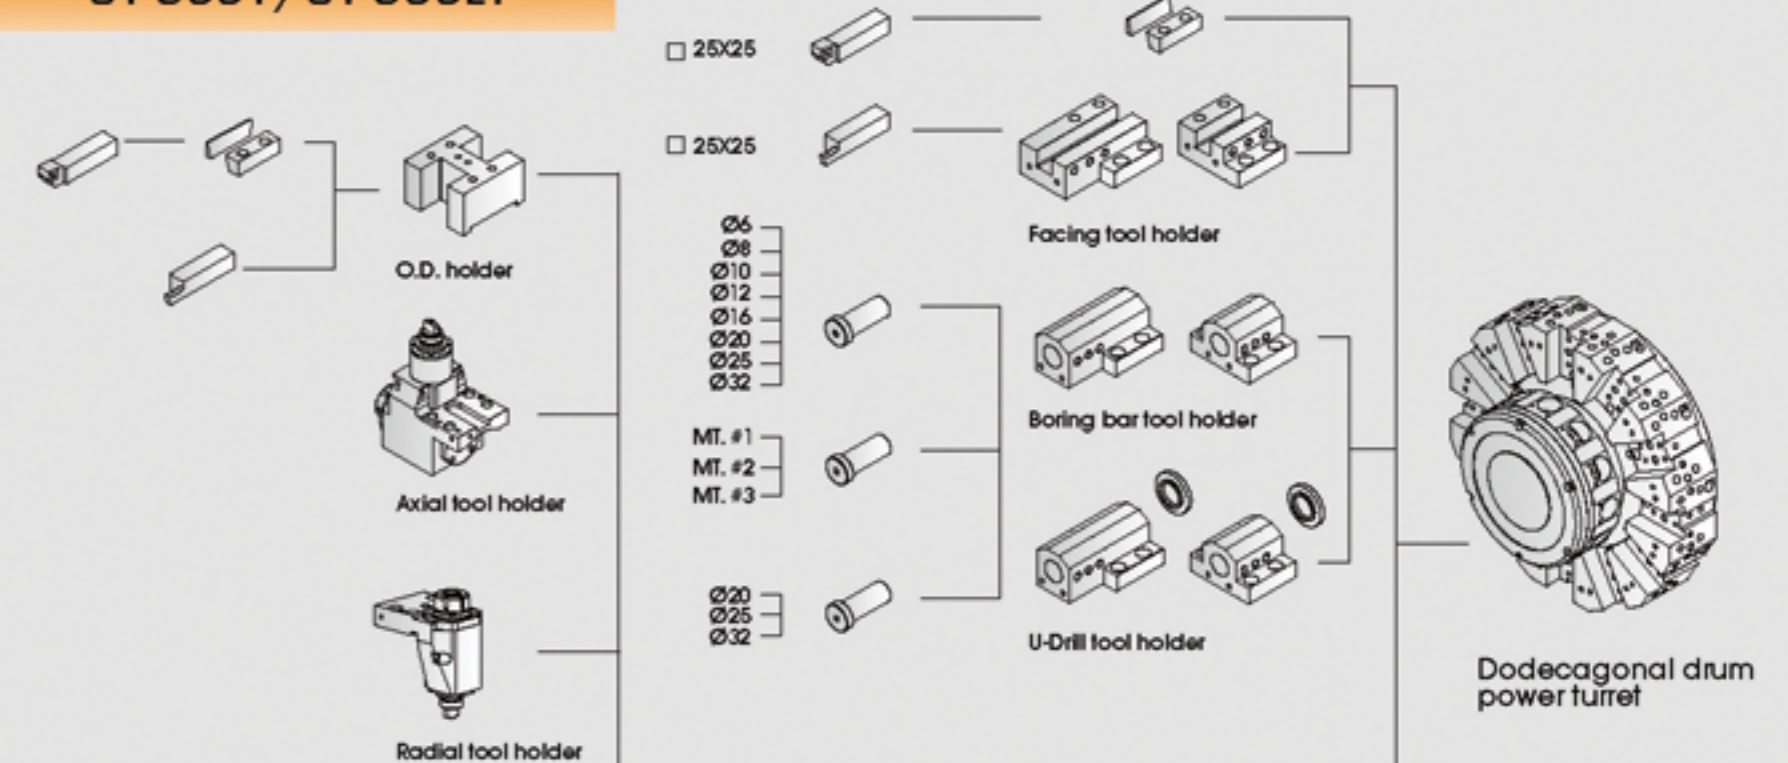 □ 25X25
□ 25X25
Facing tool holder
O.D. holder
Axial tool holder
Radial tool holder
Ø6
Ø8
Ø10
Ø12
Ø16
Ø20
Ø25
Ø32
MT. #1
MT. #2
MT. #3
Ø20
Ø25
Ø32
Boring bar tool holder
U-Drill tool holder
Dodecagonal drum
power turret